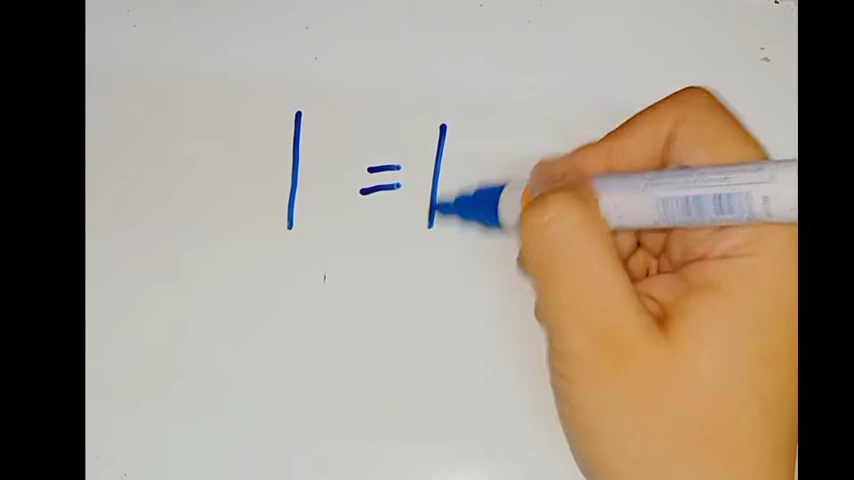 1 = 1